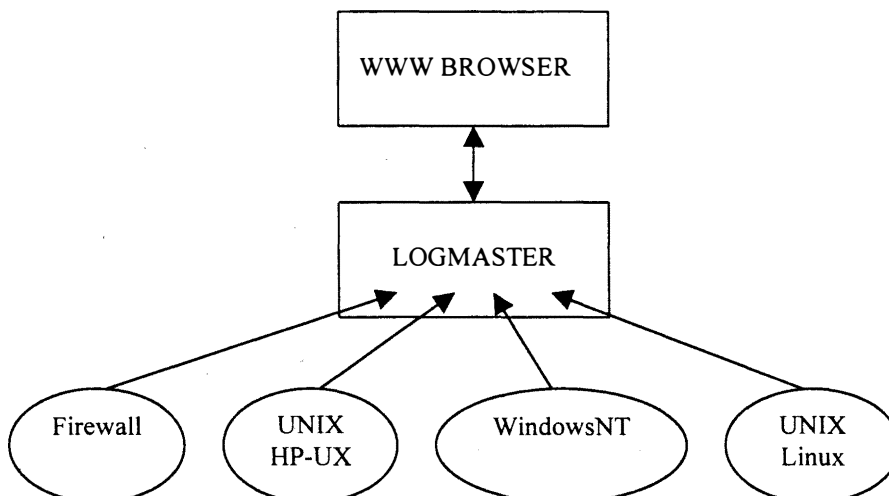 WWW BROWSER
LOGMASTER
Firewall
UNIX
HP-UX
WindowsNT
UNIX
Linux